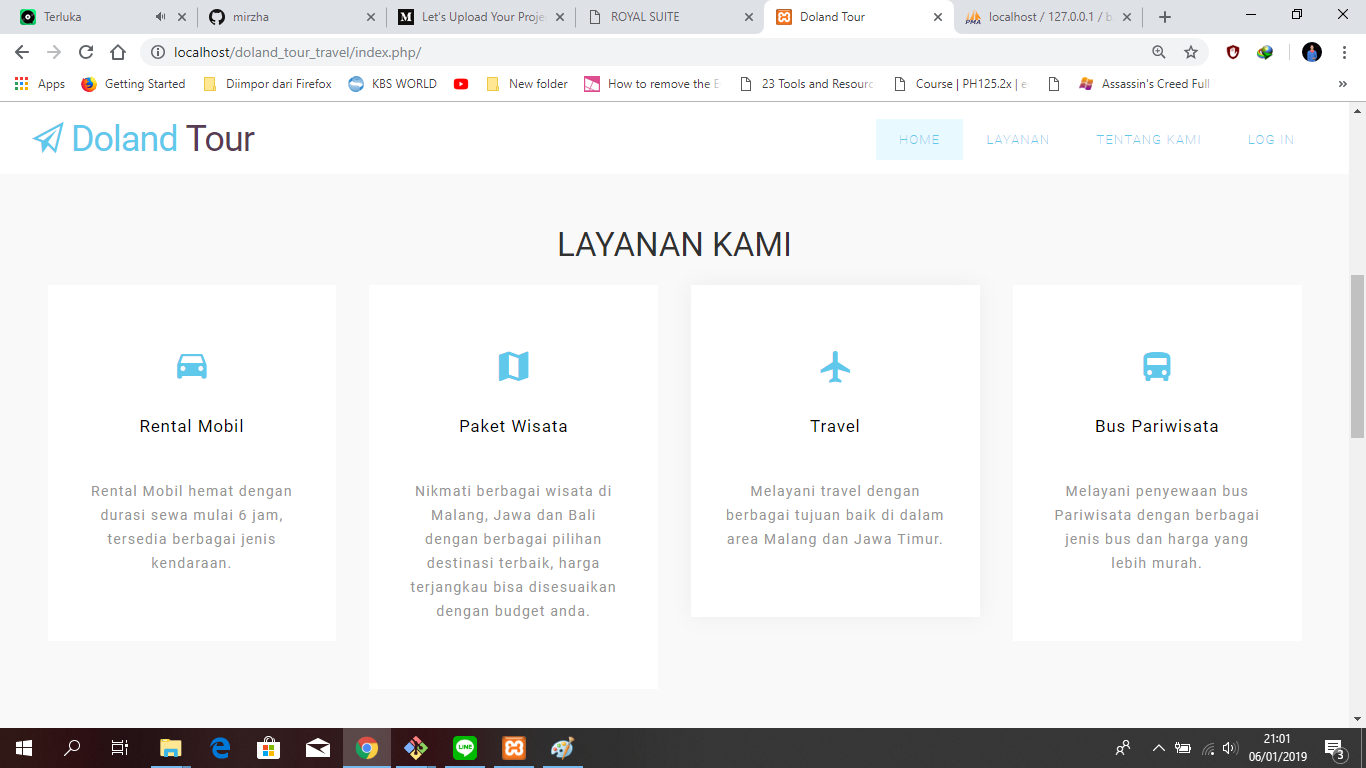 Terluka
mirzha
Let's Upload Your Proje
ROYAL SUITE
Doland Tour
localhost / 127.0.0.1 / b
localhost/doland_tour_travel/index.php/
Apps
Getting Started
Diimpor dari Firefox
KBS WORLD
New folder
How to remove the E
23 Tools and Resourc
Course | PH125.2x | e
Assassin's Creed Full
Doland Tour
HOME
LAYANAN
TENTANG KAMI
LOG IN
LAYANAN KAMI
Rental Mobil
Rental Mobil hemat dengan
durasi sewa mulai 6 jam,
tersedia berbagai jenis
kendaraan.
Paket Wisata
Nikmati berbagai wisata di
Malang, Jawa dan Bali
dengan berbagai pilihan
destinasi terbaik, harga
terjangkau bisa disesuaikan
dengan budget anda.
Travel
Melayani travel dengan
berbagai tujuan baik di dalam
area Malang dan Jawa Timur.
Bus Pariwisata
Melayani penyewaan bus
Pariwisata dengan berbagai
jenis bus dan harga yang
lebih murah.
21:01
06/01/2019
3